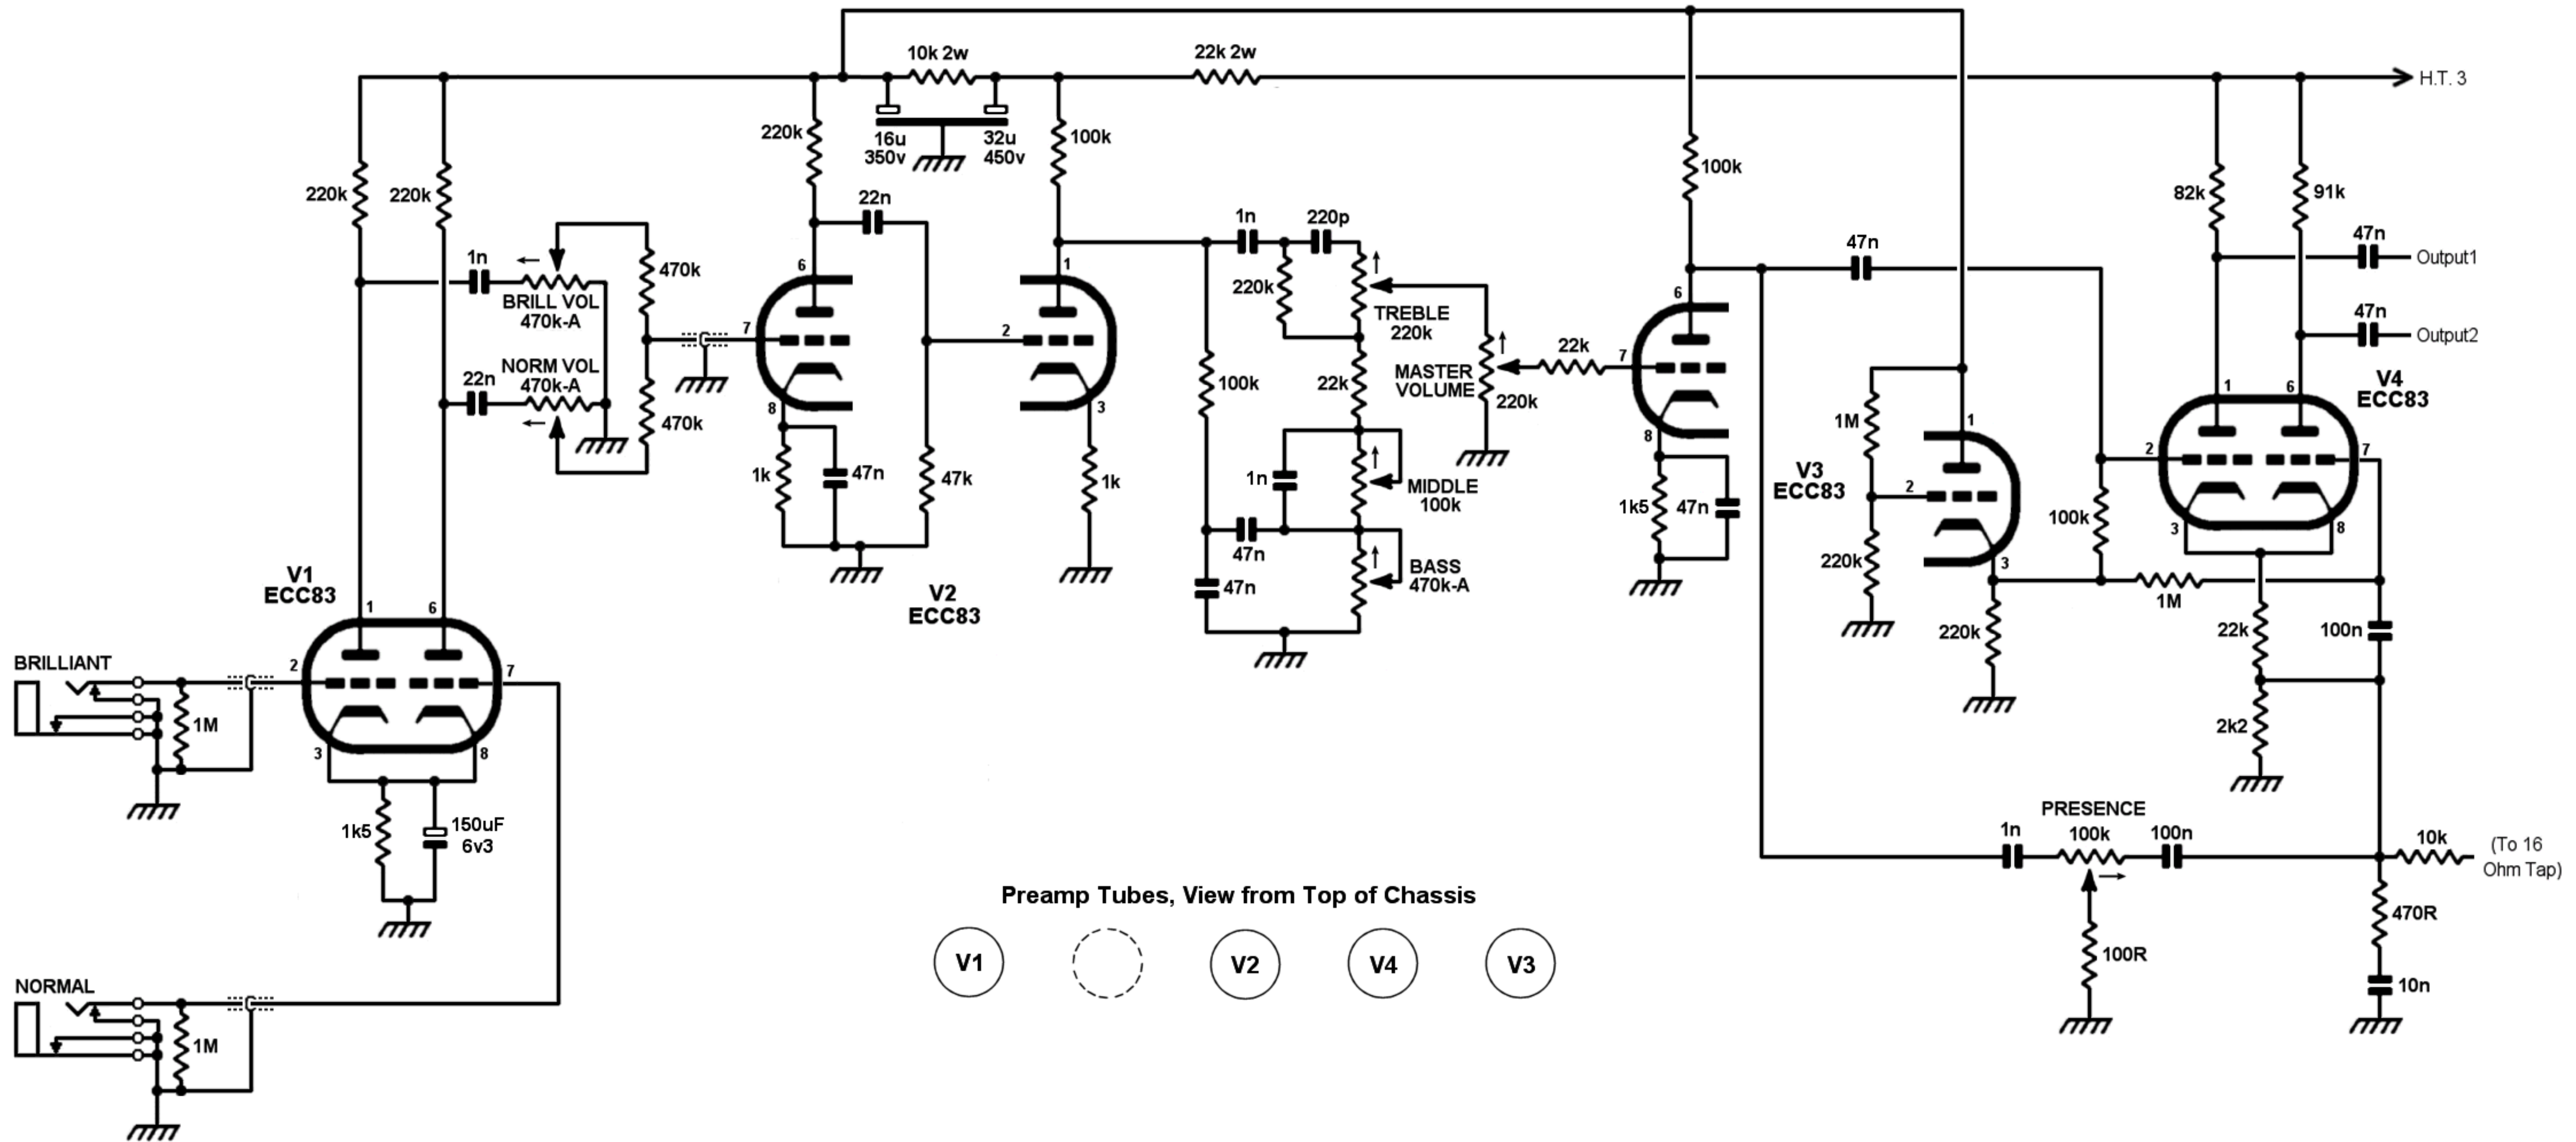 10k 2w
22k 2w
H.T. 3
16u
350v
32u
450v
220k
220k
220k
100k
100k
82k
91k
22n
1n
BRILL VOL
470k-A
470k
NORM VOL
470k-A
22n
470k
6
7
8
1k
47n
47k
1
2
3
1k
V2
ECC83
1n
220p
220k
TREBLE
220k
100k
22k
MASTER
VOLUME
220k
22k
1n
MIDDLE
100k
47n
BASS
470k-A
47n
6
7
8
1k5
47n
47n
1M
V3
ECC83
1
2
3
220k
220k
100k
1M
47n
Output1
47n
Output2
V4
ECC83
1
6
2
7
3
8
22k
100n
2k2
V1
ECC83
1
6
2
7
3
8
BRILLIANT
1M
1k5
150uF
6v3
NORMAL
1M
PRESENCE
1n
100k
100n
10k
(To 16
Ohm Tap)
100R
470R
10n
Preamp Tubes, View from Top of Chassis
V1
V2
V4
V3